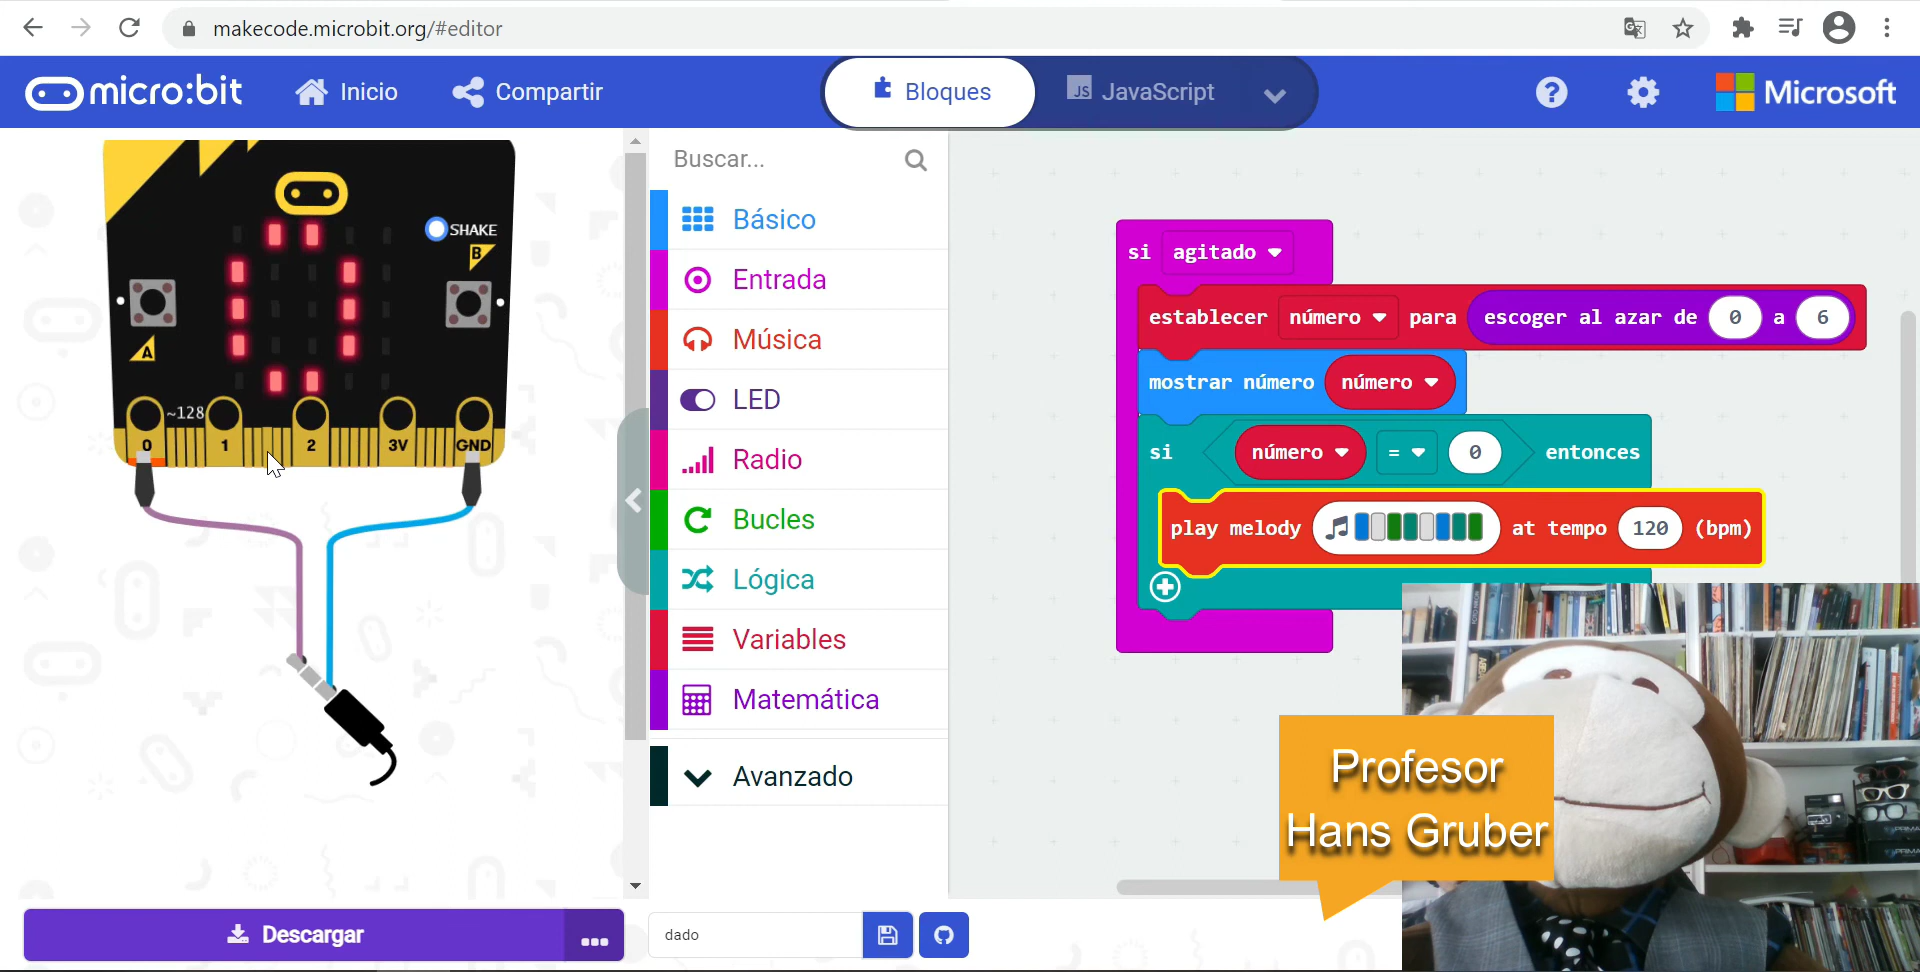 makecode.microbit.org/#editor
micro:bit
Inicio
Compartir
Bloques
JS JavaScript
?
Microsoft
SHAKE
B
A
~128
0 1 2 3V GND
Buscar...
Básico
Entrada
Música
LED
Radio
Bucles
Lógica
Variables
Matemática
Avanzado
si agitado
establecer número para escoger al azar de 0 a 6
mostrar número número
si número = 0 entonces
play melody at tempo 120 (bpm)
Profesor
Hans Gruber
Descargar
...
dado